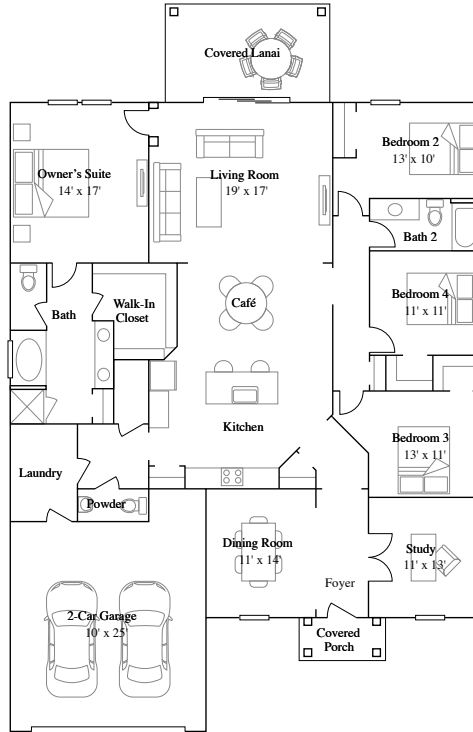 Covered Lanai
Bedroom 2
13' x 10'
Owner's Suite
14' x 17'
Living Room
19' x 17'
Bath 2
Bedroom 4
11' x 11'
Walk-In
Closet
Café
Bath
Kitchen
Bedroom 3
13' x 11'
Laundry
Powder
Dining Room
11' x 14'
Study
11' x 13'
Foyer
2-Car Garage
10' x 25'
Covered
Porch